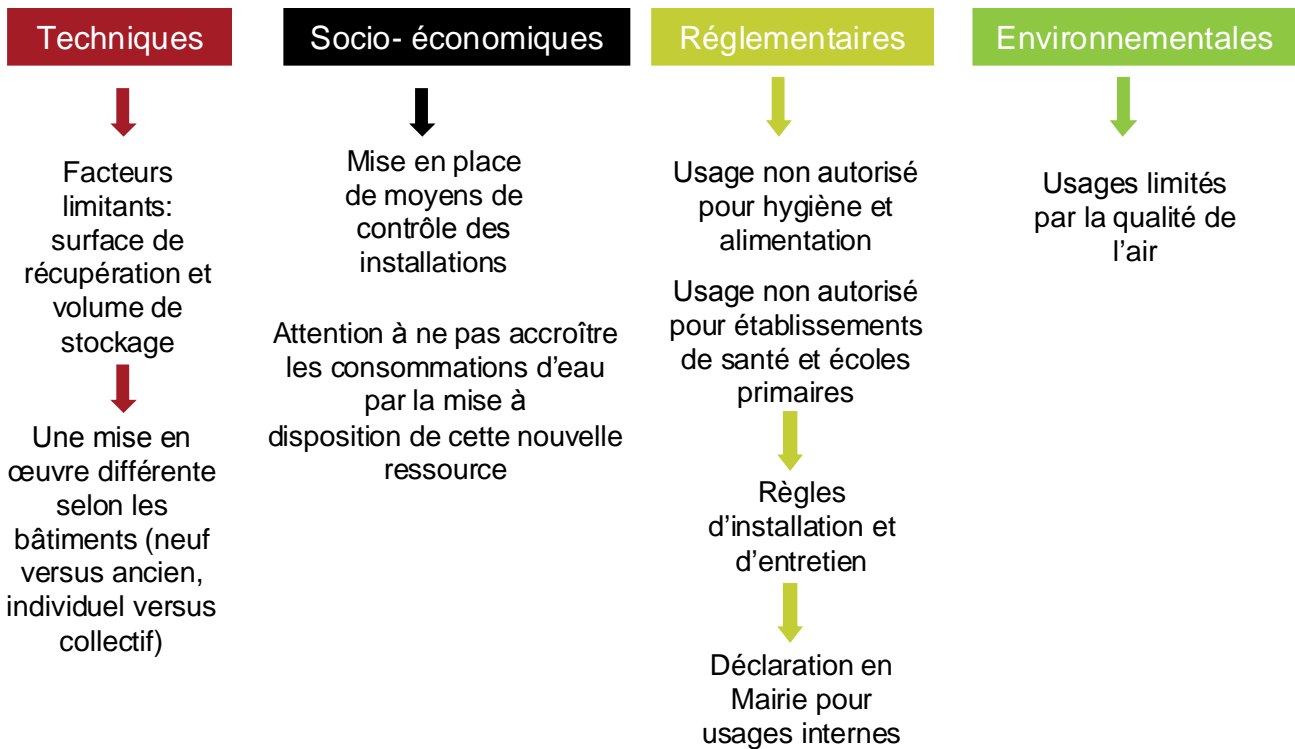 Techniques
Facteurs
limitants:
surface de
récupération et
volume de
stockage
Une mise en
œuvre différente
selon les
bâtiments (neuf
versus ancien,
individuel versus
collectif)
Socio- économiques
Mise en place
de moyens de
contrôle des
installations
Attention à ne pas accroître
les consommations d’eau
par la mise à
disposition de cette nouvelle
ressource
Réglementaires
Usage non autorisé
pour hygiène et
alimentation
Usage non autorisé
pour établissements
de santé et écoles
primaires
Règles
d’installation et
d’entretien
Déclaration en
Mairie pour
usages internes
Environnementales
Usages limités
par la qualité de
l’air